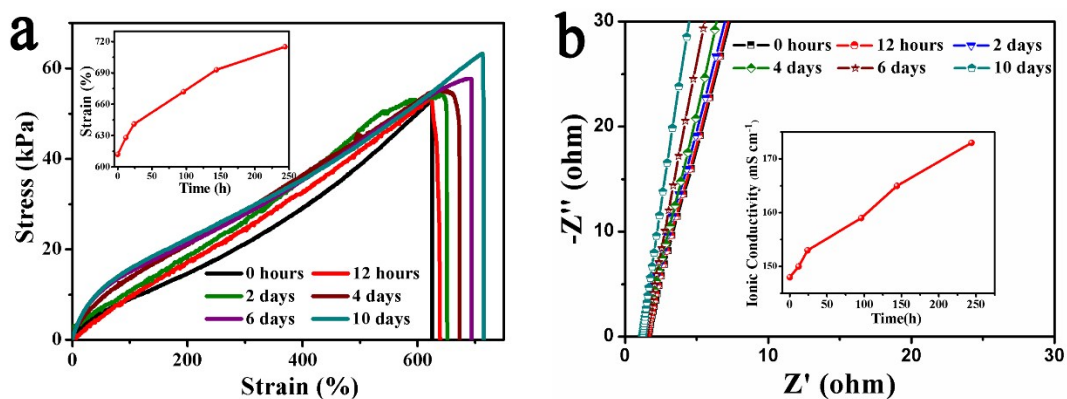 a
Stress (kPa)
60
40
20
0
0
200
400
600
Strain (%)
0 hours
12 hours
2 days
4 days
6 days
10 days
Strain (%)
720
690
660
630
600
0
50
100
150
200
250
Time (h)
b
-Z'' (ohm)
30
20
10
0
0
10
20
30
Z' (ohm)
0 hours
12 hours
2 days
4 days
6 days
10 days
Ionic Conductivity (mS cm⁻¹)
170
160
150
0
50
100
150
200
250
Time(h)